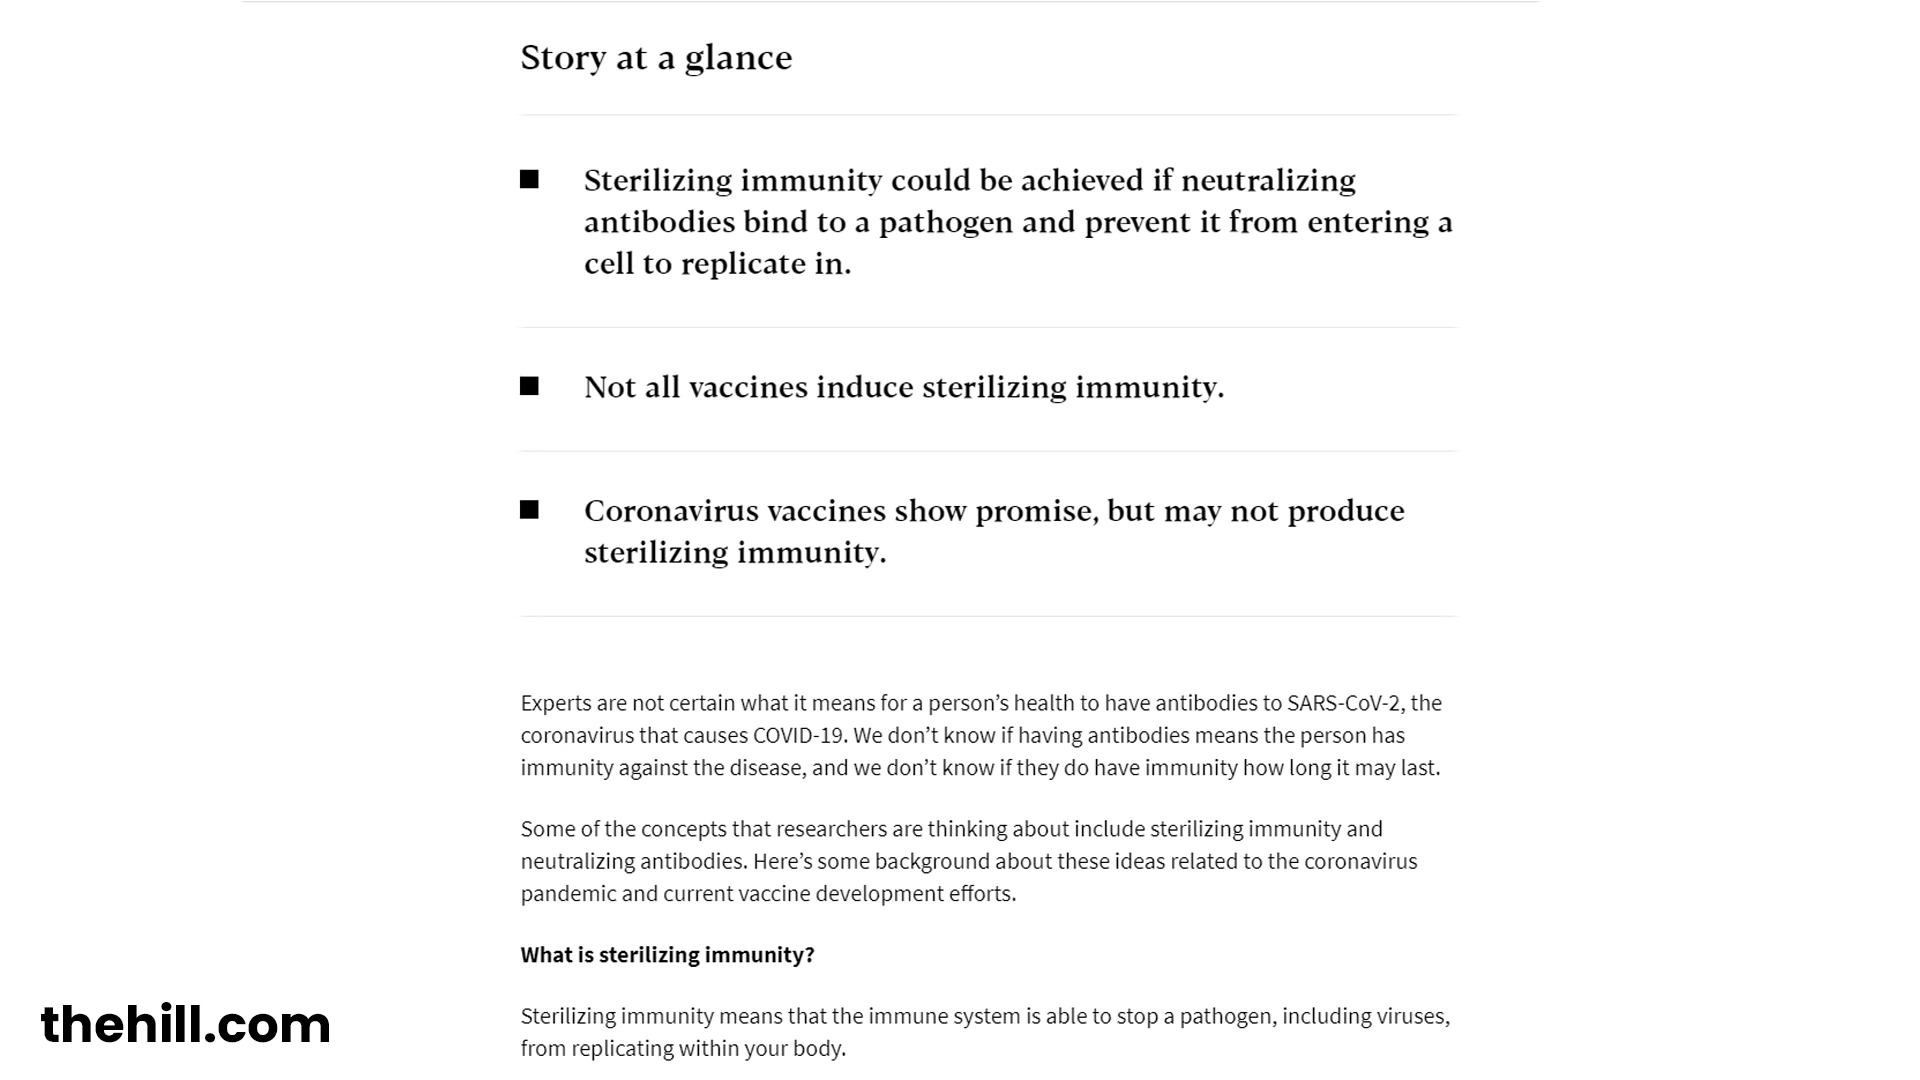 Story at a glance
Sterilizing immunity could be achieved if neutralizing
antibodies bind to a pathogen and prevent it from entering a
cell to replicate in.
Not all vaccines induce sterilizing immunity.
Coronavirus vaccines show promise, but may not produce
sterilizing immunity.
Experts are not certain what it means for a person’s health to have antibodies to SARS-CoV-2, the
coronavirus that causes COVID-19. We don’t know if having antibodies means the person has
immunity against the disease, and we don’t know if they do have immunity how long it may last.
Some of the concepts that researchers are thinking about include sterilizing immunity and
neutralizing antibodies. Here’s some background about these ideas related to the coronavirus
pandemic and current vaccine development efforts.
What is sterilizing immunity?
Sterilizing immunity means that the immune system is able to stop a pathogen, including viruses,
from replicating within your body.
thehill.com